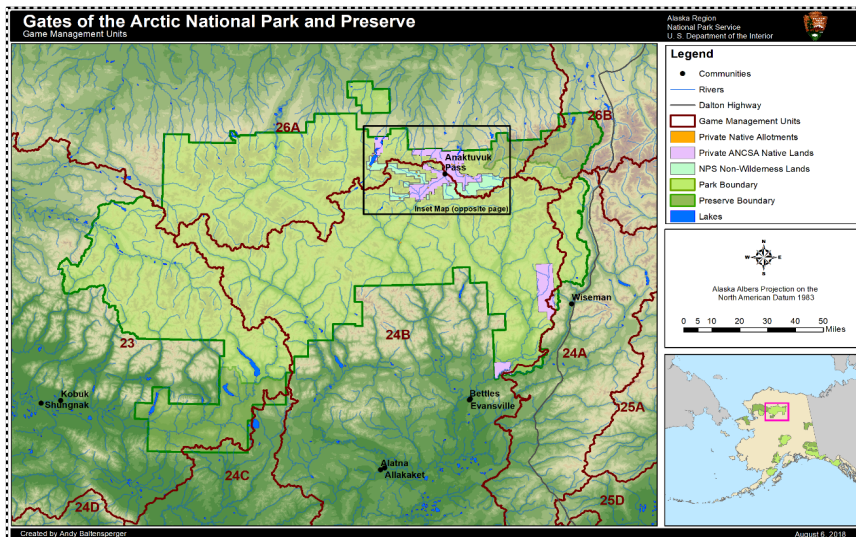 Gates of the Arctic National Park and Preserve
Game Management Units
Alaska Region
National Park Service
U. S. Department of the Interior
Legend
Communities
Rivers
Dalton Highway
Game Management Units
Private Native Allotments
Private ANCSA Native Lands
NPS Non-Wilderness Lands
Park Boundary
Preserve Boundary
Lakes
N
W
E
S
Alaska Albers Projection on the
North American Datum 1983
0 10 20 30 40 50
Miles
26A
26B
Anaktuvuk
Pass
Inset Map (opposite page)
Wiseman
23
24B
24A
Kobuk
Shungnak
Bettles
Evansville
25A
Alatna
Allakaket
24C
24D
25D
Created by Andy Baltensperger
August 6, 2018